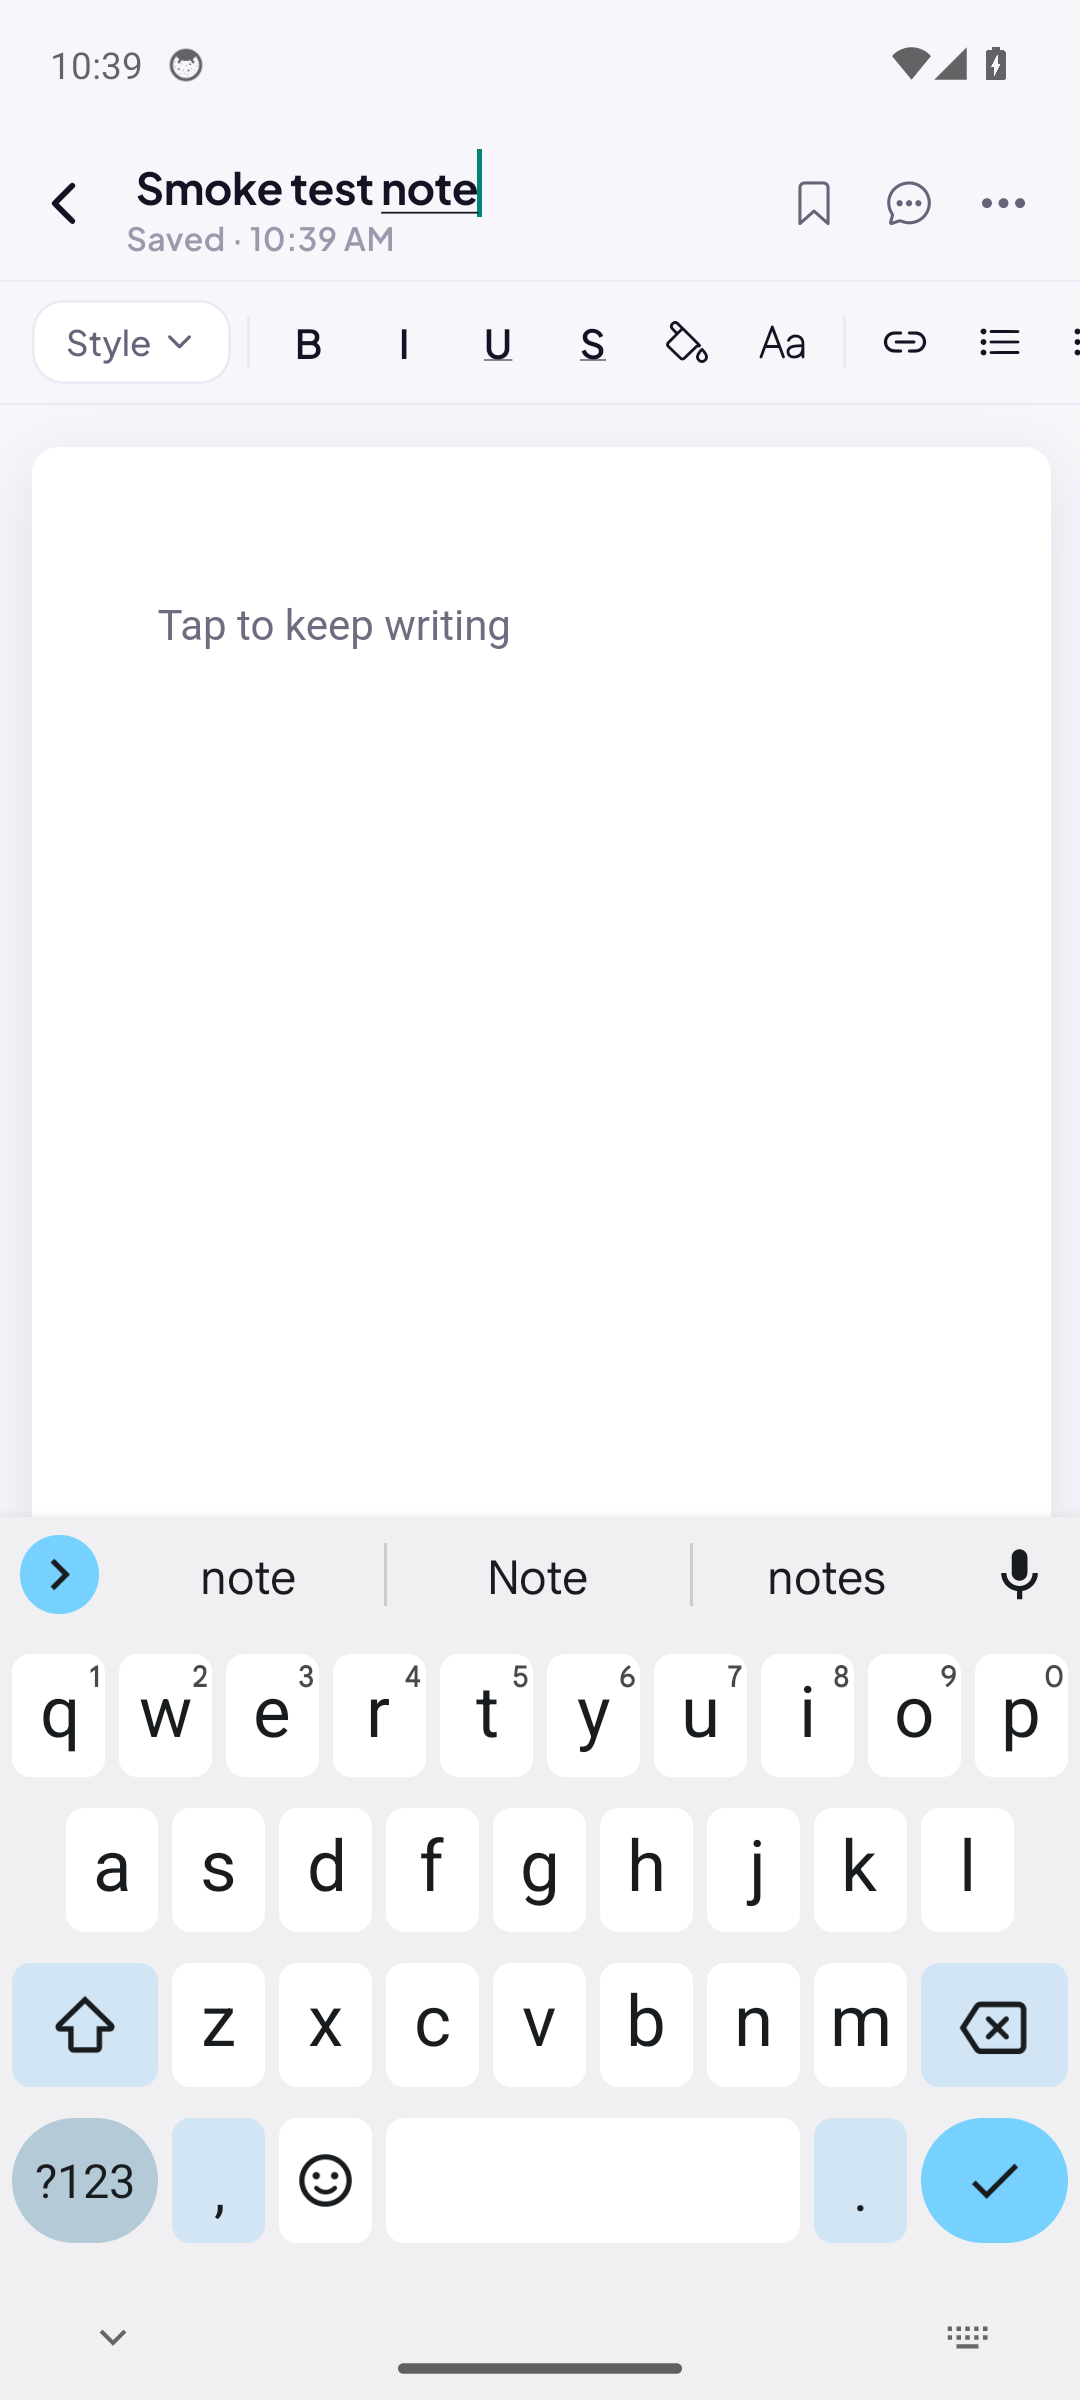 10:39
Smoke test note
Saved · 10:39 AM
Style B I U S Aa
Tap to keep writing
note Note notes
q 1 w 2 e 3 r 4 t 5 y 6 u 7 i 8 o 9 p 0
a s d f g h j k l
z x c v b n m
?123 , .